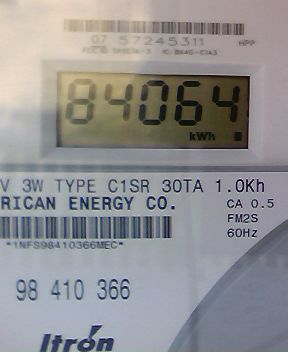 07 57245311 HPP
84064
kWh
V 3W TYPE C1SR 30TA 1.0Kh
RICAN ENERGY CO. CA 0.5
FM2S
60Hz
*1NFS98410366MEC*
98 410 366
Itron